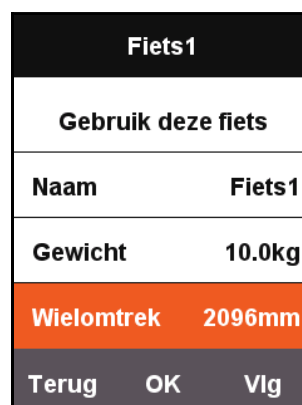 Fiets1
Gebruik deze fiets
Naam Fiets1
Gewicht 10.0kg
Wielomtrek 2096mm
Terug OK Vlg